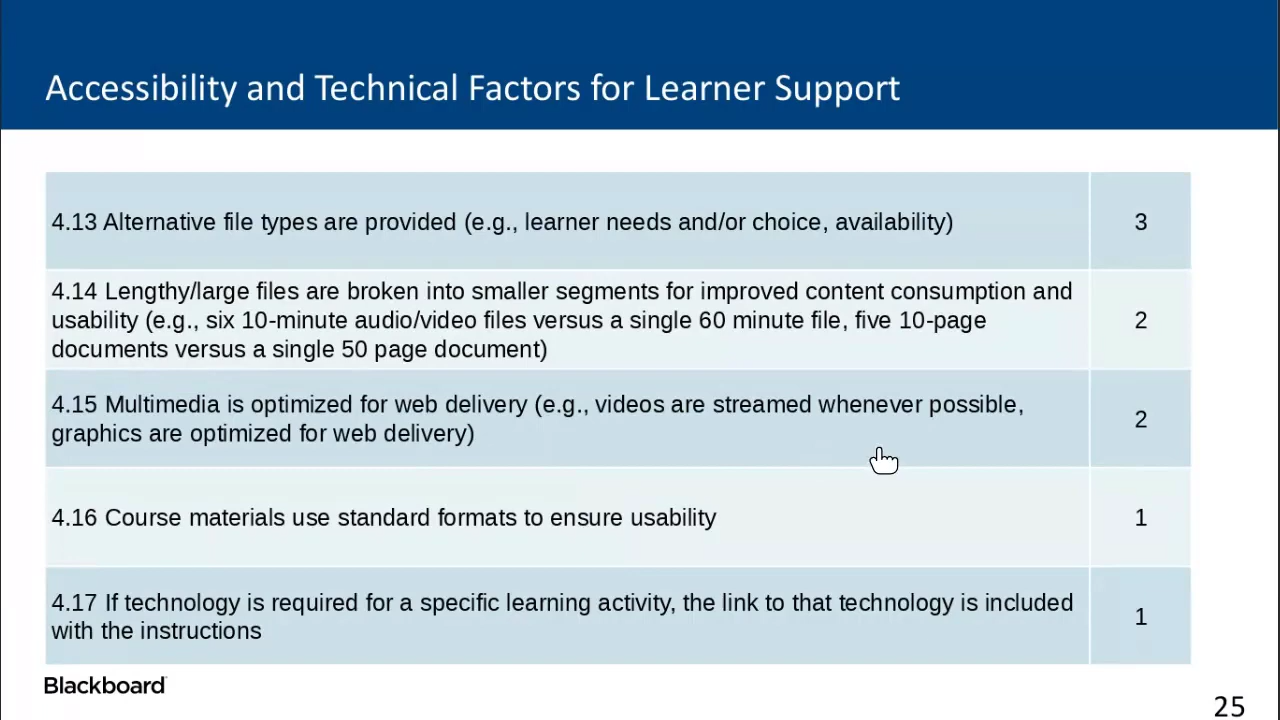 Accessibility and Technical Factors for Learner Support
4.13 Alternative file types are provided (e.g., learner needs and/or choice, availability)
3
4.14 Lengthy/large files are broken into smaller segments for improved content consumption and
usability (e.g., six 10-minute audio/video files versus a single 60 minute file, five 10-page
documents versus a single 50 page document)
2
4.15 Multimedia is optimized for web delivery (e.g., videos are streamed whenever possible,
graphics are optimized for web delivery)
2
4.16 Course materials use standard formats to ensure usability
1
4.17 If technology is required for a specific learning activity, the link to that technology is included
with the instructions
1
Blackboard
25